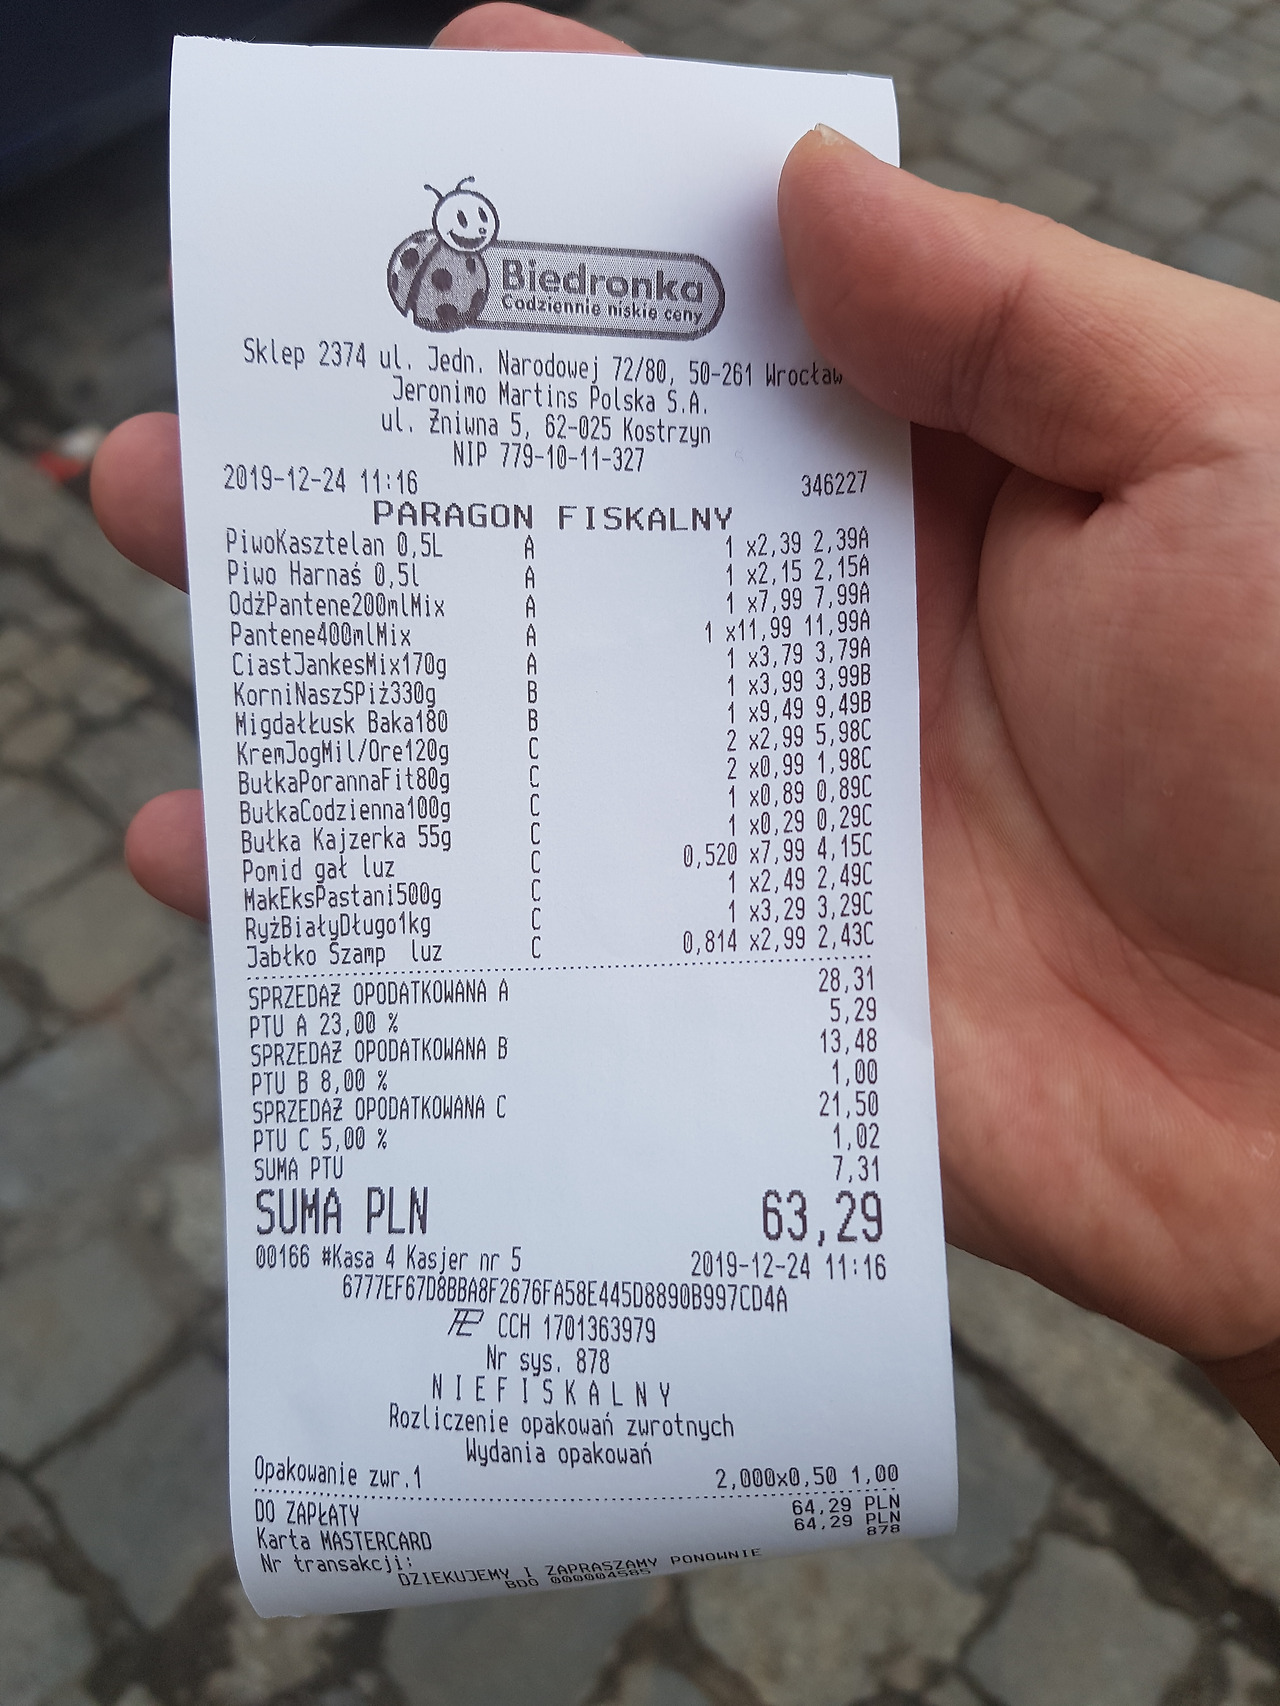 Biedronka
Codziennie niskie ceny
Sklep 2374 ul. Jedn. Narodowej 72/80, 50-261 Wrocław
Jeronimo Martins Polska S.A.
ul. Żniwna 5, 62-025 Kostrzyn
NIP 779-10-11-327
2019-12-24 11:16 346227
PARAGON FISKALNY
PiwoKasztelan 0,5L A 1 x2,39 2,39A
Piwo Harnaś 0,5l A 1 x2,15 2,15A
OdżPantene200mlMix A 1 x7,99 7,99A
Pantene400mlMix A 1 x11,99 11,99A
CiastJankesMix170g A 1 x3,79 3,79A
KorniNaszSPiż330g B 1 x3,99 3,99B
MigdałŁusk Baka180 B 1 x9,49 9,49B
KremJogMil/Ore120g C 2 x2,99 5,98C
BułkaPorannaFit80g C 2 x0,99 1,98C
BułkaCodzienna100g C 1 x0,89 0,89C
Bułka Kajzerka 55g C 1 x0,29 0,29C
Pomid gał luz C 0,520 x7,99 4,15C
MakEksPastani500g C 1 x2,49 2,49C
RyżBiałyDługo1kg C 1 x3,29 3,29C
Jabłko Szamp luz C 0,814 x2,99 2,43C
SPRZEDAŻ OPODATKOWANA A 28,31
PTU A 23,00 % 5,29
SPRZEDAŻ OPODATKOWANA B 13,48
PTU B 8,00 % 1,00
SPRZEDAŻ OPODATKOWANA C 21,50
PTU C 5,00 % 1,02
SUMA PTU 7,31
SUMA PLN 63,29
00166 #Kasa 4 Kasjer nr 5 2019-12-24 11:16
6777EF67D8BBA8F2676FA58E445D8890B997CD4A
CCH 1701363979
Nr sys. 878
NIEFISKALNY
Rozliczenie opakowań zwrotnych
Wydania opakowań
Opakowanie zwr.1 2,000x0,50 1,00
DO ZAPŁATY 64,29 PLN
Karta MASTERCARD 64,29 PLN
Nr transakcji: 878
DZIEKUJEMY I ZAPRASZAMY PONOWNIE
BDO 000004585